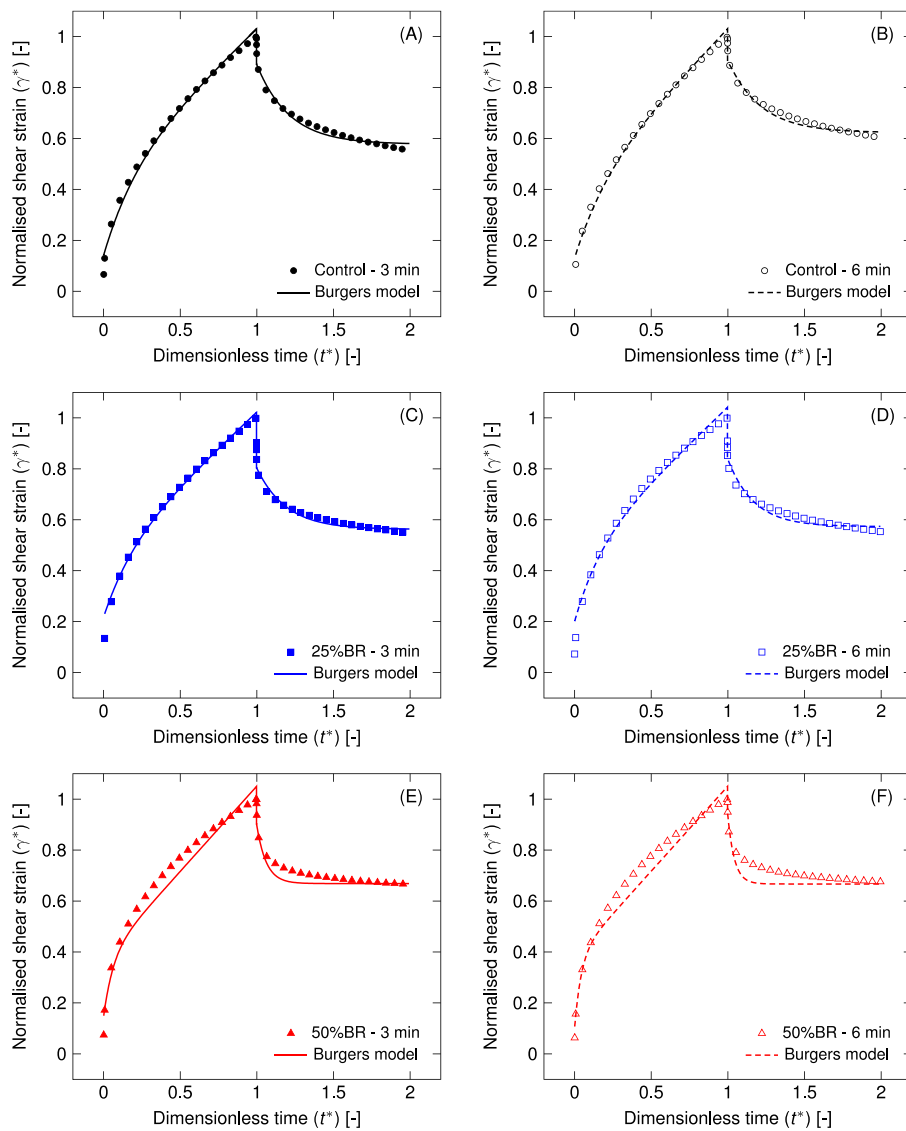 (A)
Normalised shear strain (γ*) [-]
1
0.8
0.6
0.4
0.2
0
Control - 3 min
Burgers model
0 0.5 1 1.5 2
Dimensionless time (t*) [-]
(B)
Normalised shear strain (γ*) [-]
1
0.8
0.6
0.4
0.2
0
Control - 6 min
Burgers model
0 0.5 1 1.5 2
Dimensionless time (t*) [-]
(C)
Normalised shear strain (γ*) [-]
1
0.8
0.6
0.4
0.2
0
25%BR - 3 min
Burgers model
0 0.5 1 1.5 2
Dimensionless time (t*) [-]
(D)
Normalised shear strain (γ*) [-]
1
0.8
0.6
0.4
0.2
0
25%BR - 6 min
Burgers model
0 0.5 1 1.5 2
Dimensionless time (t*) [-]
(E)
Normalised shear strain (γ*) [-]
1
0.8
0.6
0.4
0.2
0
50%BR - 3 min
Burgers model
0 0.5 1 1.5 2
Dimensionless time (t*) [-]
(F)
Normalised shear strain (γ*) [-]
1
0.8
0.6
0.4
0.2
0
50%BR - 6 min
Burgers model
0 0.5 1 1.5 2
Dimensionless time (t*) [-]